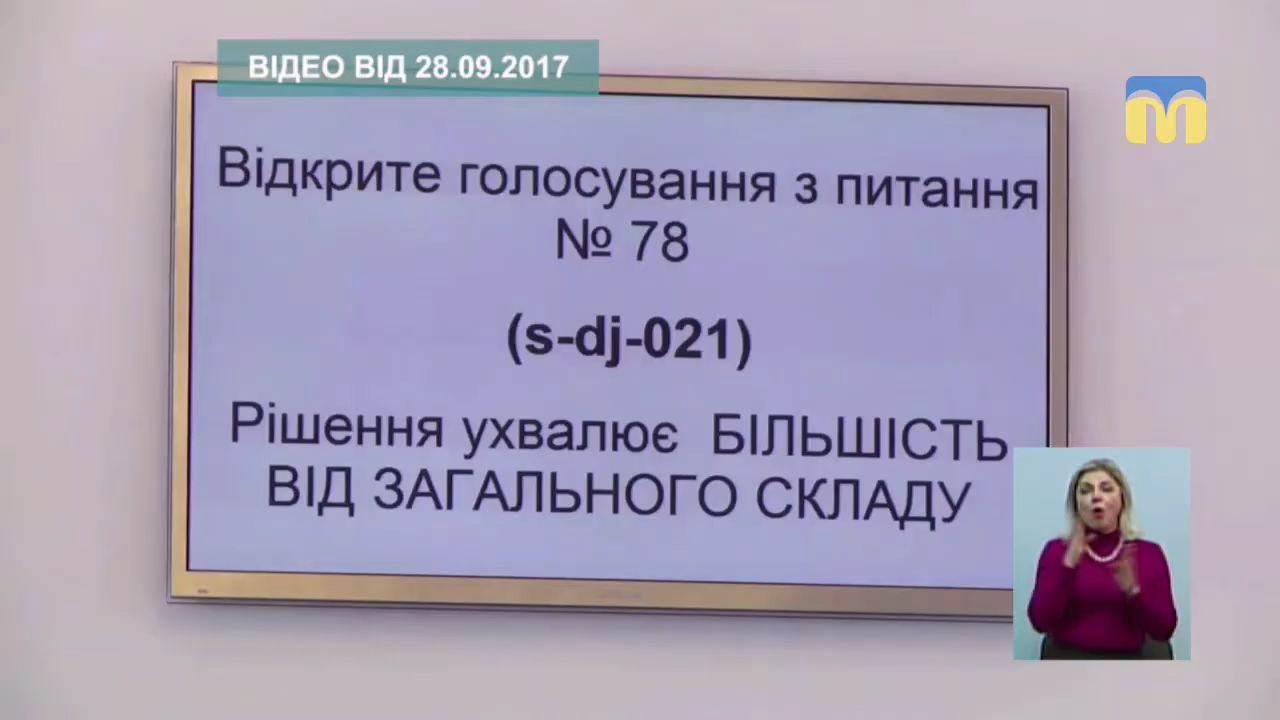 ВІДЕО ВІД 28.09.2017
Відкрите голосування з питання
№ 78
(s-dj-021)
Рішення ухвалює БІЛЬШІСТЬ
ВІД ЗАГАЛЬНОГО СКЛАДУ